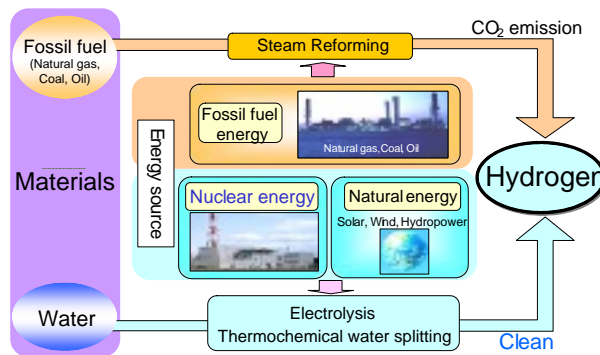 Fossil fuel
(Natural gas,
Coal, Oil)
Steam Reforming
CO₂ emission
Fossil fuel
energy
Natural gas,Coal, Oil
Energy source
Materials
Nuclear energy
Natural energy
Solar, Wind, Hydropower
Hydrogen
Water
Electrolysis
Thermochemical water splitting
Clean